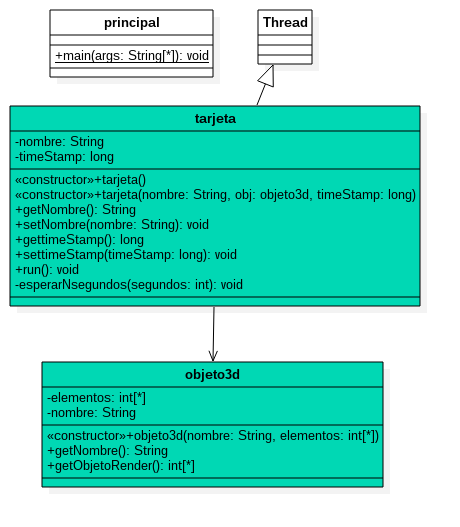 principal
+main(args: String[*]): void
Thread
tarjeta
-nombre: String
-timeStamp: long
«constructor»+tarjeta()
«constructor»+tarjeta(nombre: String, obj: objeto3d, timeStamp: long)
+getNombre(): String
+setNombre(nombre: String): void
+gettimeStamp(): long
+settimeStamp(timeStamp: long): void
+run(): void
-esperarNsegundos(segundos: int): void
objeto3d
-elementos: int[*]
-nombre: String
«constructor»+objeto3d(nombre: String, elementos: int[*])
+getNombre(): String
+getObjetoRender(): int[*]